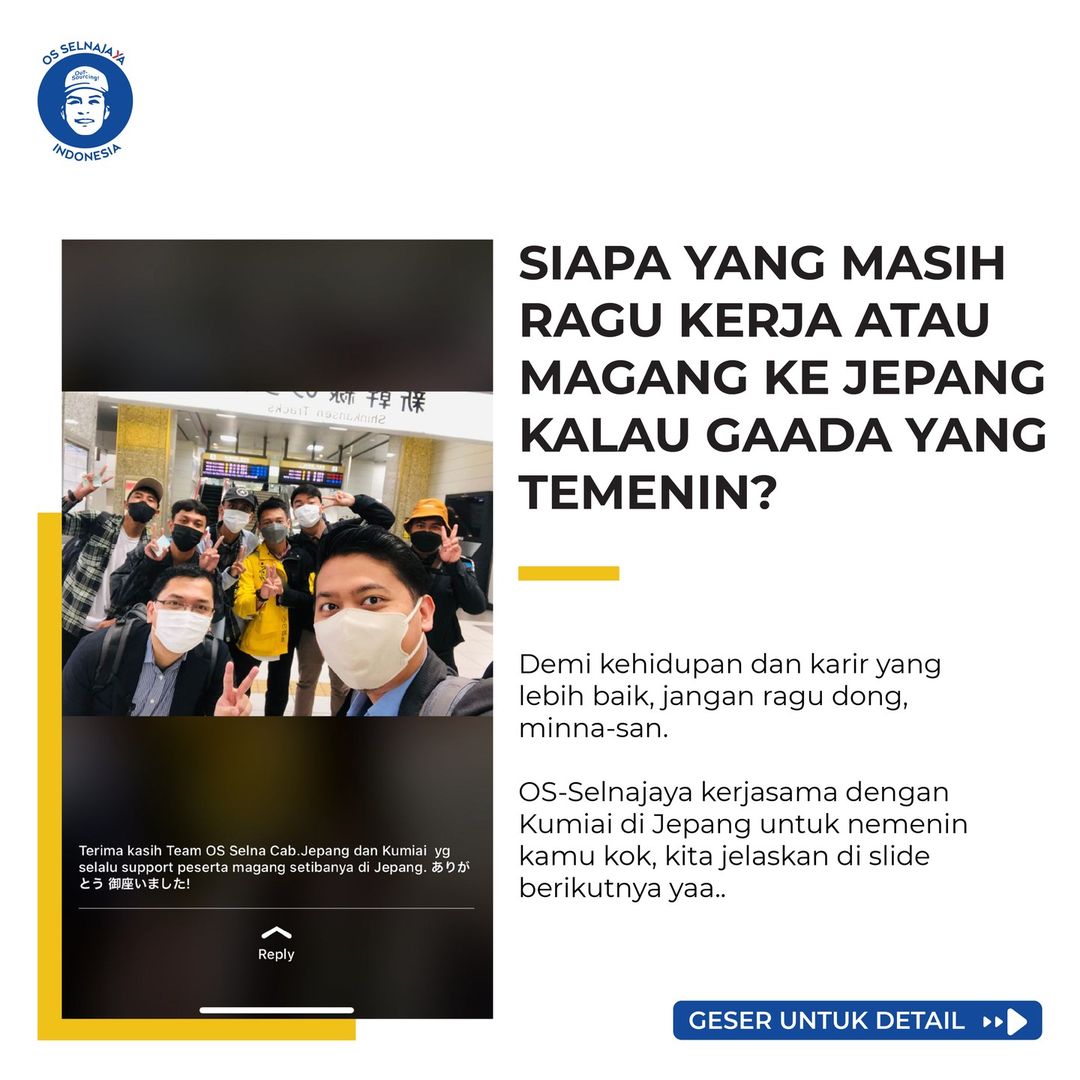 OS SELNAJAYA
Out-
Sourcing!
INDONESIA
SIAPA YANG MASIH
RAGU KERJA ATAU
MAGANG KE JEPANG
KALAU GAADA YANG
TEMENIN?
新幹線の
Shinkansen Tracks
Demi kehidupan dan karir yang
lebih baik, jangan ragu dong,
minna-san.
OS-Selnajaya kerjasama dengan
Kumiai di Jepang untuk nemenin
kamu kok, kita jelaskan di slide
berikutnya yaa..
Terima kasih Team OS Selna Cab.Jepang dan Kumiai yg
selalu support peserta magang setibanya di Jepang. ありが
とう 御座いました!
Reply
GESER UNTUK DETAIL